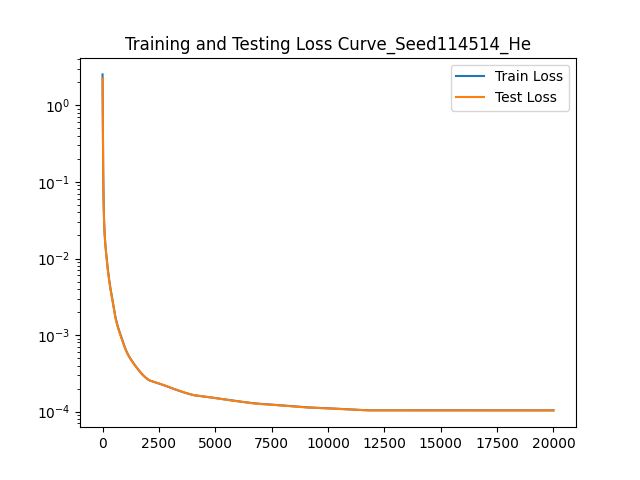 Training and Testing Loss Curve_Seed114514_He
Train Loss
Test Loss
10⁰
10⁻¹
10⁻²
10⁻³
10⁻⁴
0 2500 5000 7500 10000 12500 15000 17500 20000